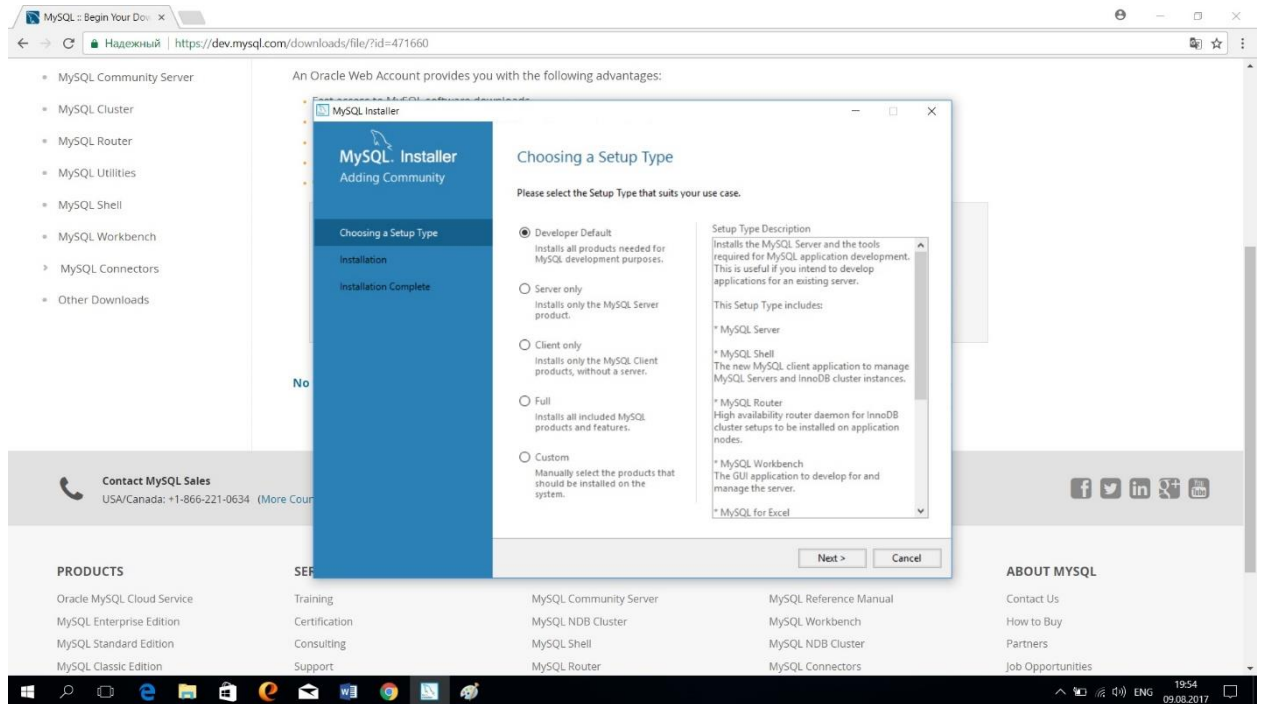 MySQL :: Begin Your Dow
Надежный | https://dev.mysql.com/downloads/file/?id=471660
MySQL Community Server
MySQL Cluster
MySQL Router
MySQL Utilities
MySQL Shell
MySQL Workbench
MySQL Connectors
Other Downloads
An Oracle Web Account provides you with the following advantages:
No
MySQL Installer
MySQL. Installer
Adding Community
Choosing a Setup Type
Installation
Installation Complete
Choosing a Setup Type
Please select the Setup Type that suits your use case.
Developer Default
Installs all products needed for
MySQL development purposes.
Server only
Installs only the MySQL Server
product.
Client only
Installs only the MySQL Client
products, without a server.
Full
Installs all included MySQL
products and features.
Custom
Manually select the products that
should be installed on the
system.
Setup Type Description
Installs the MySQL Server and the tools
required for MySQL application development.
This is useful if you intend to develop
applications for an existing server.
This Setup Type includes:
* MySQL Server
* MySQL Shell
The new MySQL client application to manage
MySQL Servers and InnoDB cluster instances.
* MySQL Router
High availability router daemon for InnoDB
cluster setups to be installed on application
nodes.
* MySQL Workbench
The GUI application to develop for and
manage the server.
* MySQL for Excel
Next >
Cancel
Contact MySQL Sales
USA/Canada: +1-866-221-0634 (More Coun
PRODUCTS
Oracle MySQL Cloud Service
MySQL Enterprise Edition
MySQL Standard Edition
MySQL Classic Edition
SER
Training
Certification
Consulting
Support
MySQL Community Server
MySQL NDB Cluster
MySQL Shell
MySQL Router
MySQL Reference Manual
MySQL Workbench
MySQL NDB Cluster
MySQL Connectors
ABOUT MYSQL
Contact Us
How to Buy
Partners
Job Opportunities
ENG
19:54
09.08.2017